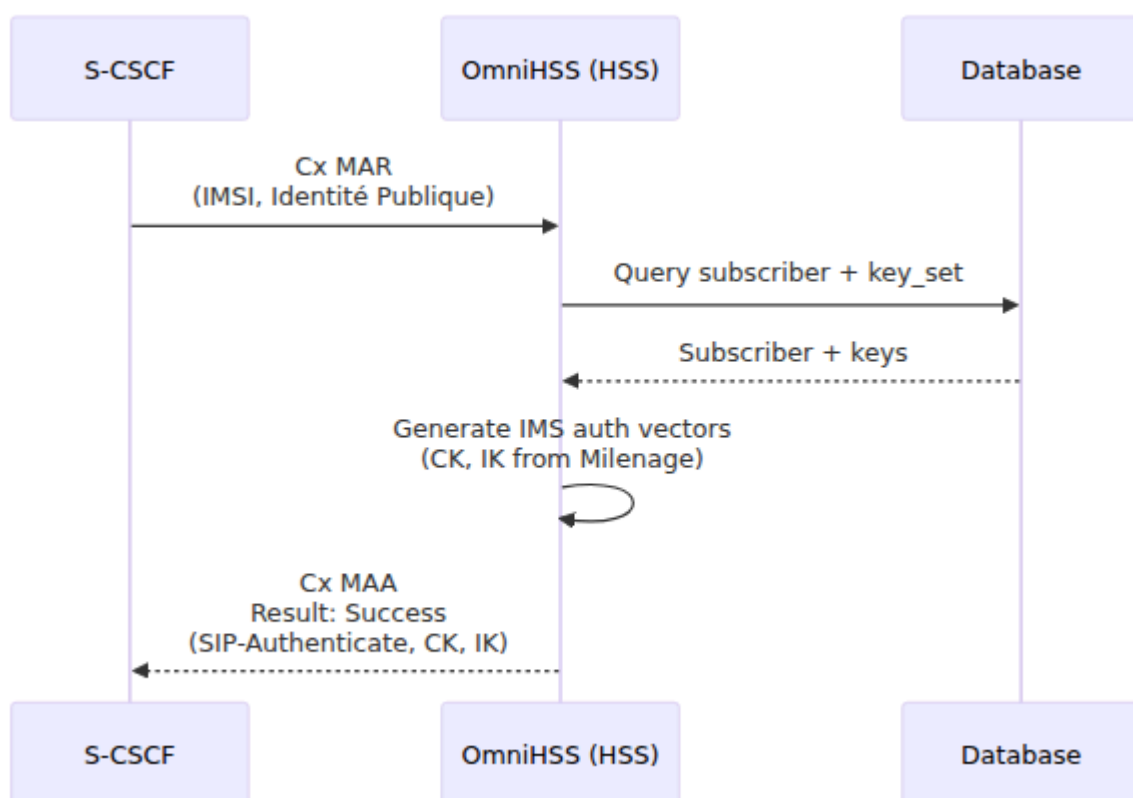 S-CSCF
OmniHSS (HSS)
Database
Cx MAR
(IMSI, Identité Publique)
Query subscriber + key_set
Subscriber + keys
Generate IMS auth vectors
(CK, IK from Milenage)
Cx MAA
Result: Success
(SIP-Authenticate, CK, IK)
S-CSCF
OmniHSS (HSS)
Database